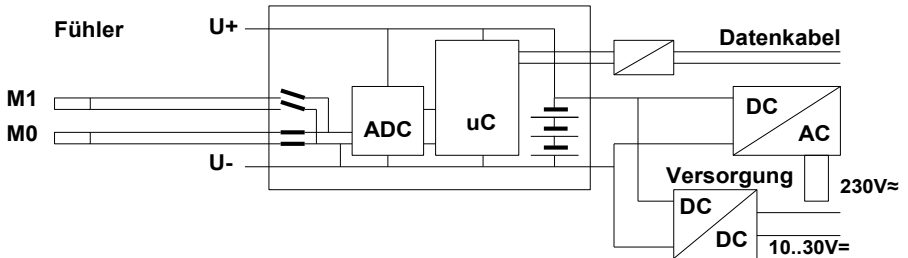 Fühler
U+
Datenkabel
M1
M0
ADC
uC
DC
AC
U-
Versorgung
230V≈
DC
DC
10..30V=